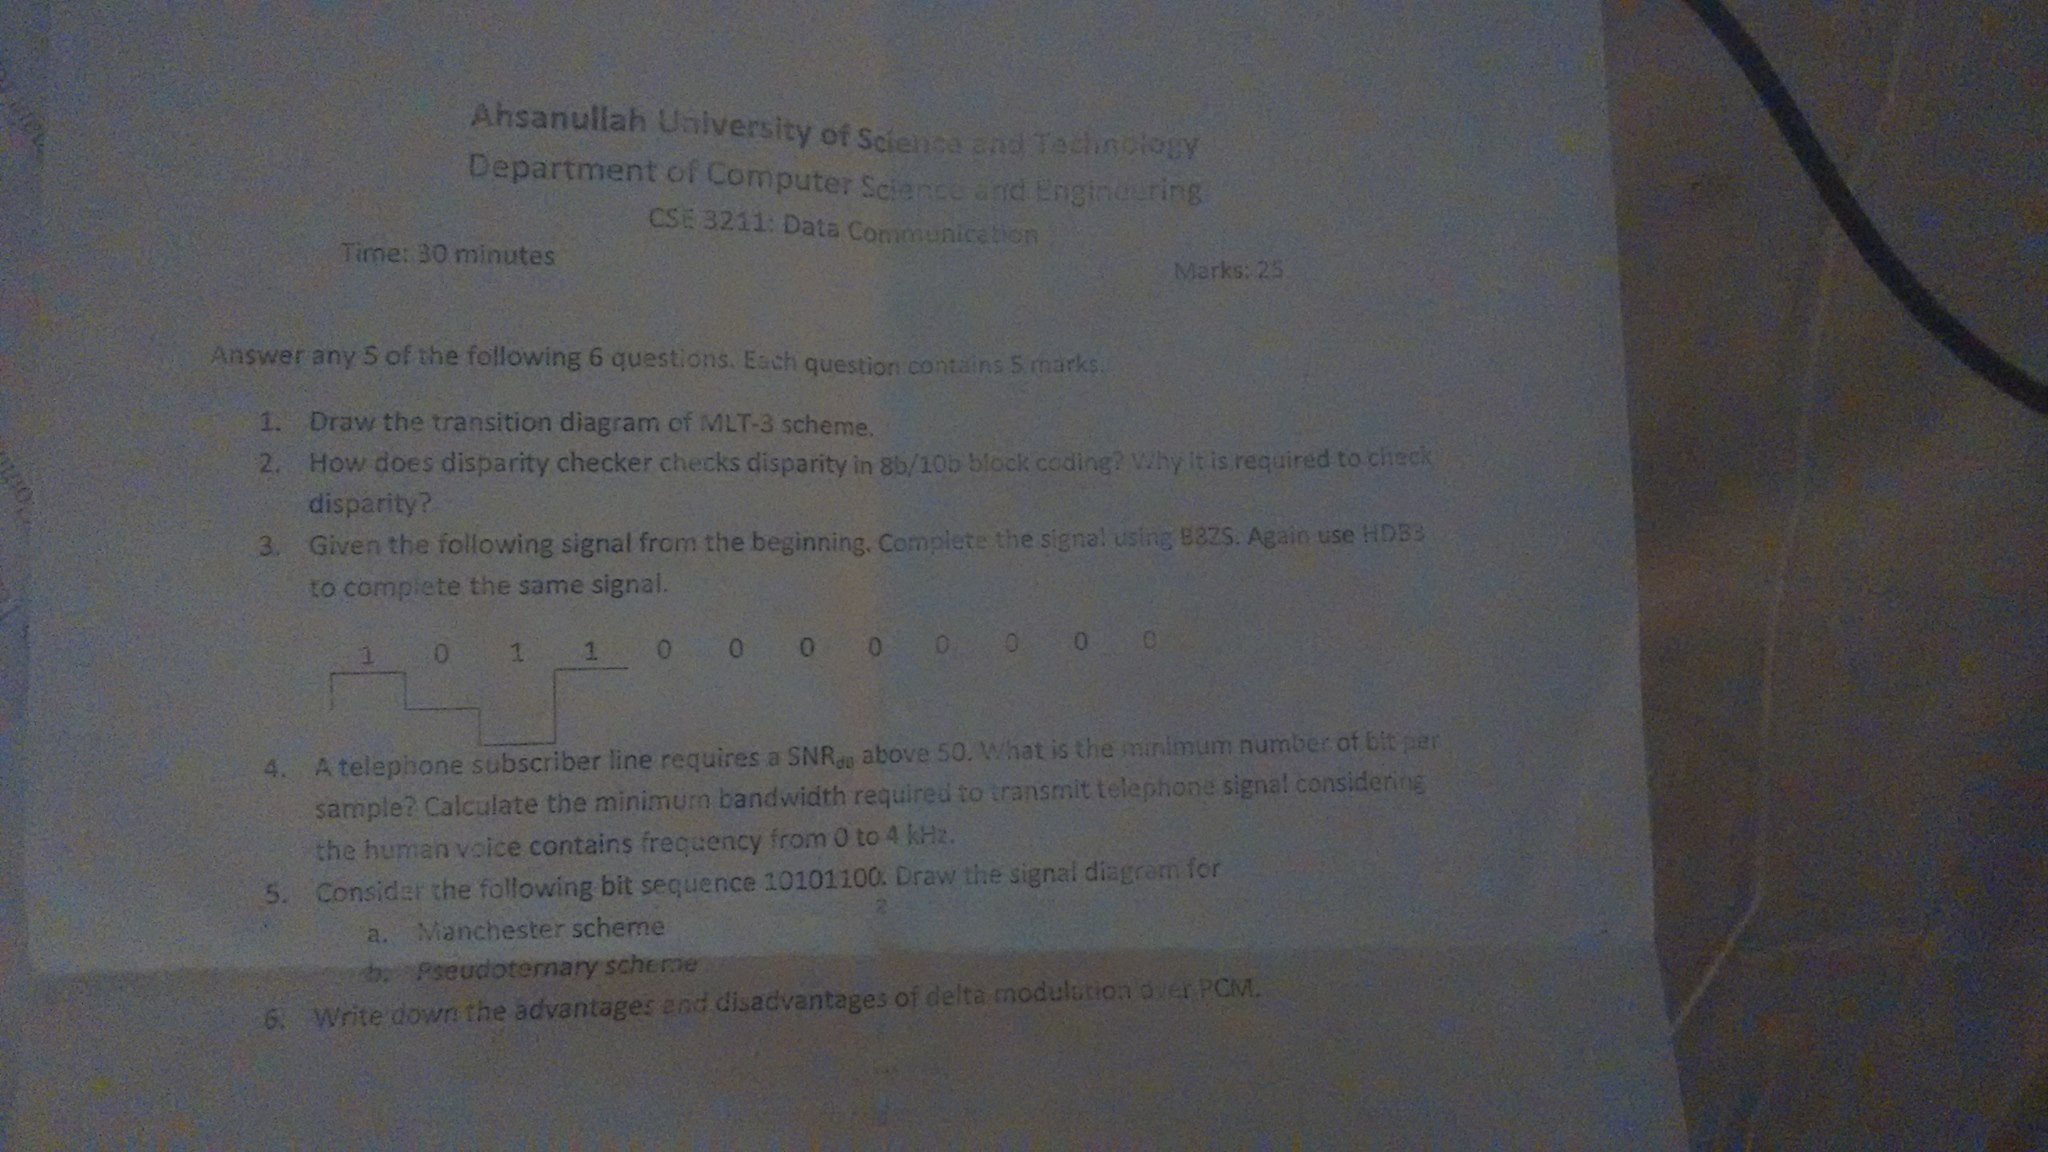 Ahsanullah University of Science and Technology
Department of Computer Science and Engineering
CSE 3211: Data Communication
Time: 30 minutes
Marks: 25
Answer any 5 of the following 6 questions. Each question contains 5 marks.
1. Draw the transition diagram of MLT-3 scheme.
2. How does disparity checker checks disparity in 8b/10b block coding? Why it is required to check
disparity?
3. Given the following signal from the beginning. Complete the signal using B8ZS. Again use HDB3
to complete the same signal.
1 0 1 1 0 0 0 0 0 0 0 0
4. A telephone subscriber line requires a SNRdB above 50. What is the minimum number of bit per
sample? Calculate the minimum bandwidth required to transmit telephone signal considering
the human voice contains frequency from 0 to 4 kHz.
5. Consider the following bit sequence 10101100. Draw the signal diagram for
a. Manchester scheme
b. Pseudoternary scheme
6. Write down the advantages and disadvantages of delta modulation over PCM.